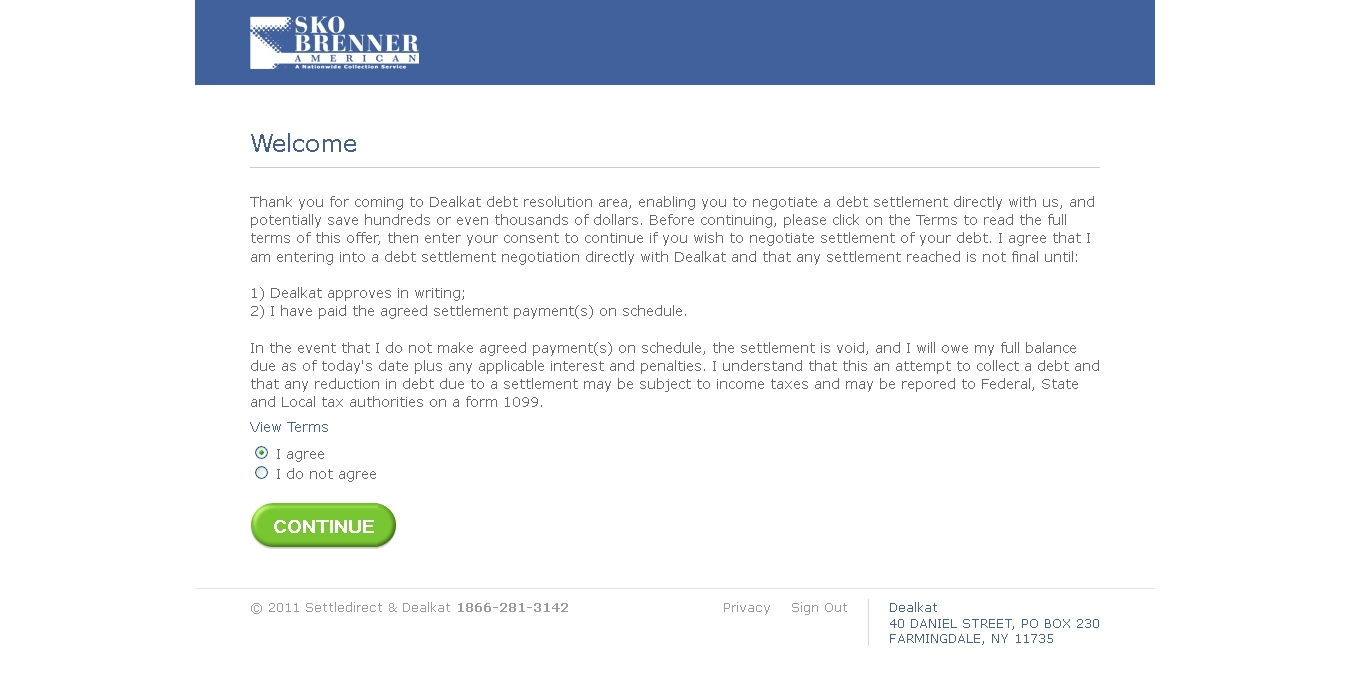 SKO
BRENNER
AMERICAN
A Nationwide Collection Service
Welcome
Thank you for coming to Dealkat debt resolution area, enabling you to negotiate a debt settlement directly with us, and
potentially save hundreds or even thousands of dollars. Before continuing, please click on the Terms to read the full
terms of this offer, then enter your consent to continue if you wish to negotiate settlement of your debt. I agree that I
am entering into a debt settlement negotiation directly with Dealkat and that any settlement reached is not final until:
1) Dealkat approves in writing;
2) I have paid the agreed settlement payment(s) on schedule.
In the event that I do not make agreed payment(s) on schedule, the settlement is void, and I will owe my full balance
due as of today's date plus any applicable interest and penalties. I understand that this an attempt to collect a debt and
that any reduction in debt due to a settlement may be subject to income taxes and may be repored to Federal, State
and Local tax authorities on a form 1099.
View Terms
I agree
I do not agree
CONTINUE
© 2011 Settledirect & Dealkat 1866-281-3142
Privacy Sign Out
Dealkat
40 DANIEL STREET, PO BOX 230
FARMINGDALE, NY 11735